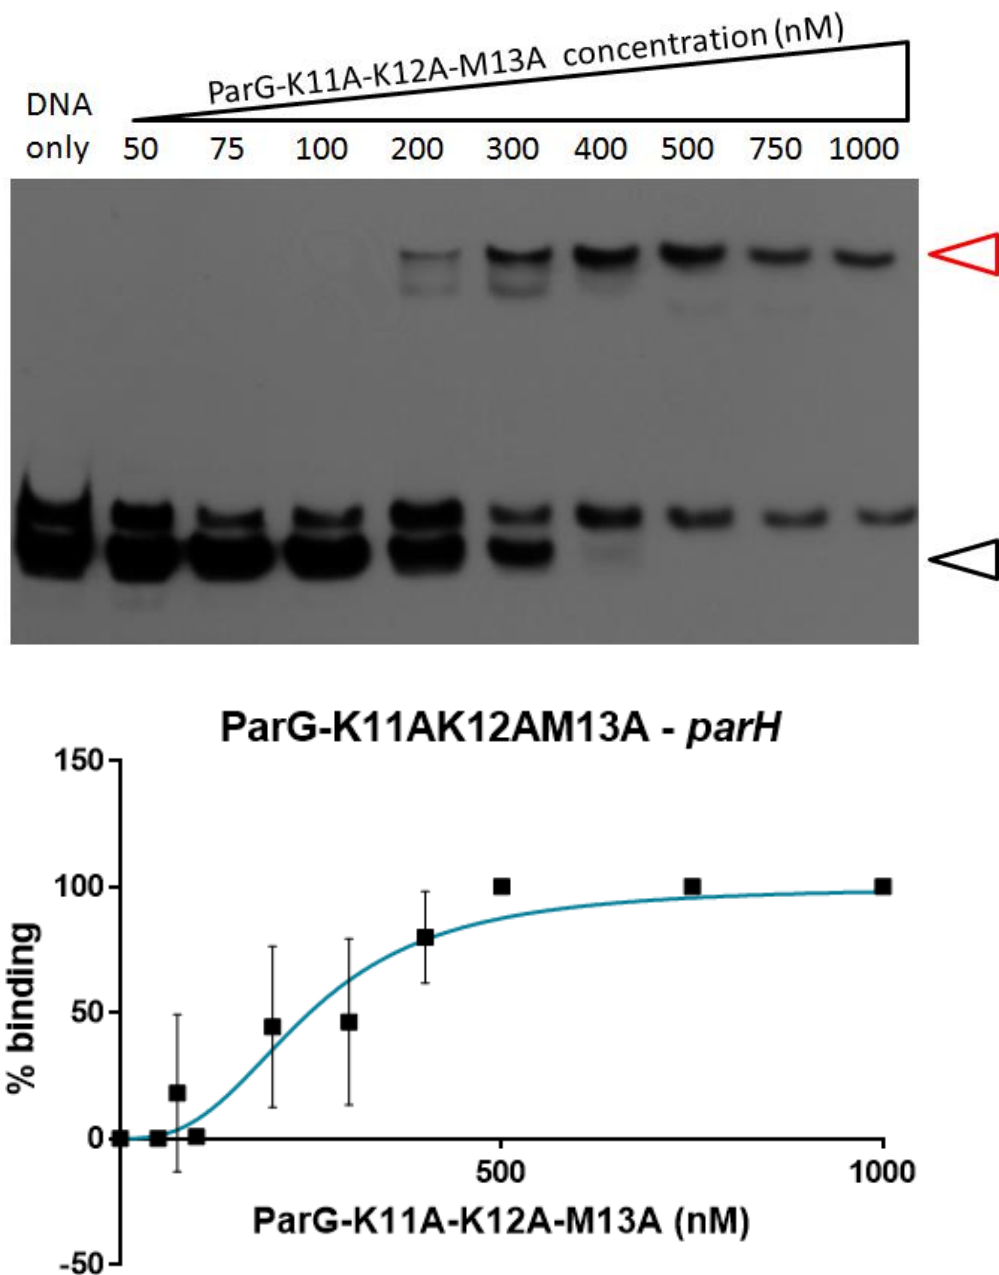 ParG-K11A-K12A-M13A concentration (nM)
DNA
only 50 75 100 200 300 400 500 750 1000
ParG-K11AK12AM13A - parH
150
100
50
0
-50
% binding
500 1000
ParG-K11A-K12A-M13A (nM)